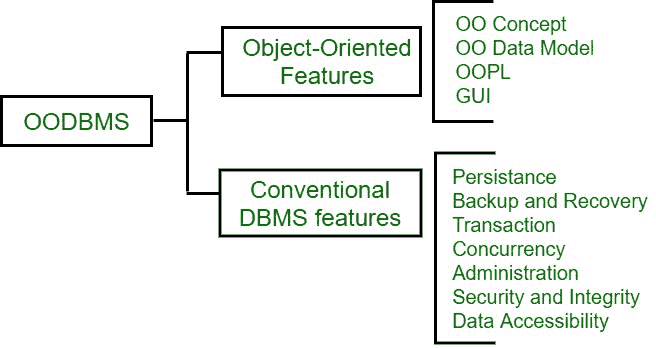 OODBMS
Object-Oriented
Features
OO Concept
OO Data Model
OOPL
GUI
Conventional
DBMS features
Persistance
Backup and Recovery
Transaction
Concurrency
Administration
Security and Integrity
Data Accessibility